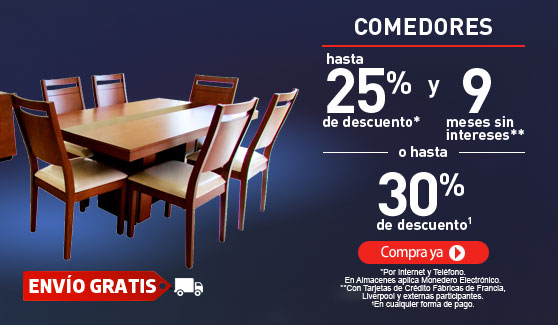 COMEDORES
hasta
25% y 9
de descuento* meses sin
intereses**
o hasta
30%
de descuento¹
Compra ya
ENVÍO GRATIS
*Por Internet y Teléfono.
En Almacenes aplica Monedero Electrónico.
**Con Tarjetas de Crédito Fábricas de Francia,
Liverpool y externas participantes.
¹En cualquier forma de pago.